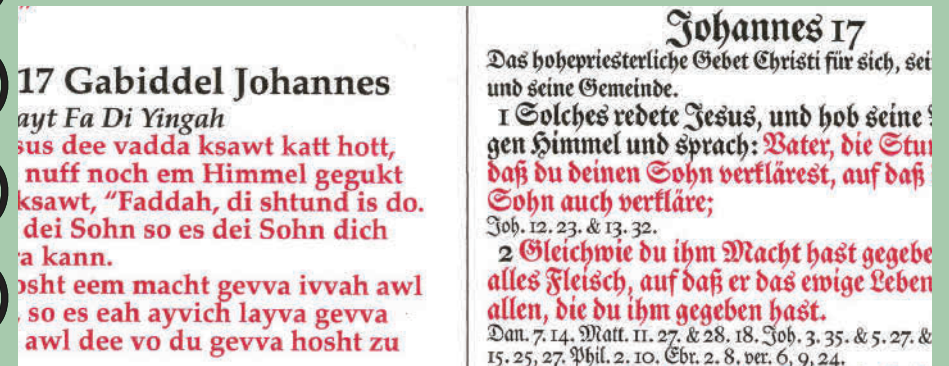 17 Gabiddel Johannes
ayt Fa Di Yingah
sus dee vadda ksawt katt hott,
nuff noch em Himmel gegukt
ksawt, “Faddah, di shtund is do.
dei Sohn so es dei Sohn dich
a kann.
osht eem macht gevva ivvah awl
so es eah ayvich layva gevva
awl dee vo du gevva hosht zu
Johannes 17
Das hohepriesterliche Gebet Christi für sich, sei
und seine Gemeinde.
1 Solches redete Jesus, und hob seine
gen Himmel und sprach: Vater, die Stun
daß du deinen Sohn verklärest, auf daß
Sohn auch verkläre;
Joh. 12. 23. & 13. 32.
2 Gleichwie du ihm Macht hast gegebe
alles Fleisch, auf daß er das ewige Leben
allen, die du ihm gegeben hast.
Dan. 7. 14. Matt. 11. 27. & 28. 18. Joh. 3. 35. & 5. 27. &
15. 25, 27. Phil. 2. 10. Ebr. 2. 8. ver. 6, 9, 24.